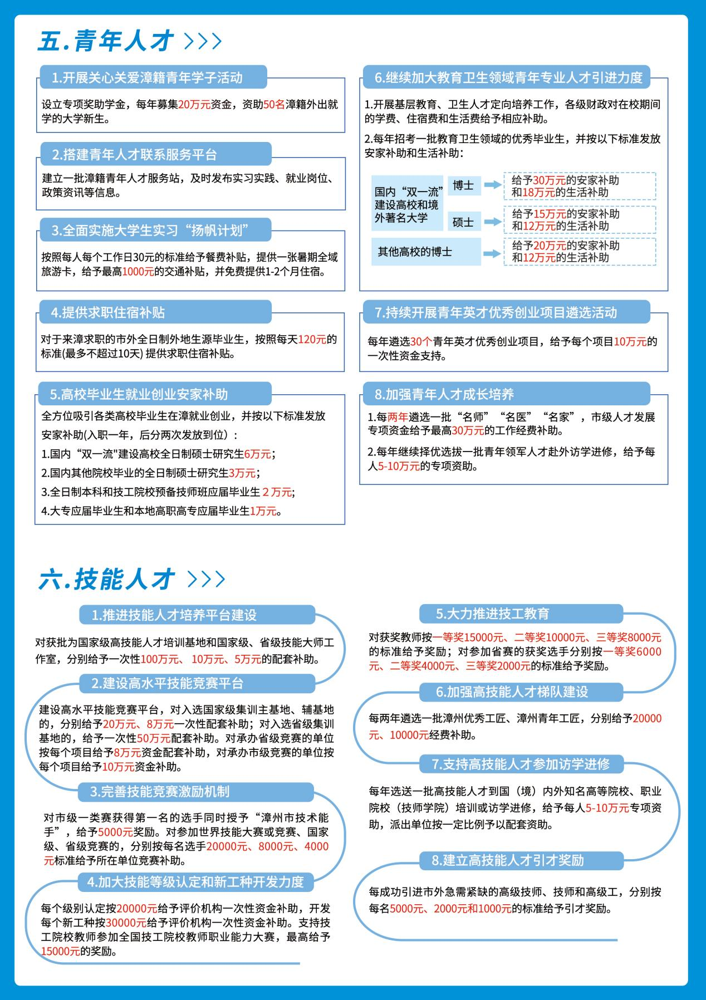 五.青年人才
1.开展关心关爱漳籍青年学子活动
设立专项奖助学金，每年募集20万元资金，资助50名漳籍外出就
学的大学新生。
2.搭建青年人才联系服务平台
建立一批漳籍青年人才服务站，及时发布实习实践、就业岗位、
政策资讯等信息。
3.全面实施大学生实习“扬帆计划”
按照每人每个工作日30元的标准给予餐费补贴，提供一张暑期全域
旅游卡，给予最高1000元的交通补贴，并免费提供1-2个月住宿。
4.提供求职住宿补贴
对于来漳求职的市外全日制外地生源毕业生，按照每天120元的
标准(最多不超过10天) 提供求职住宿补贴。
5.高校毕业生就业创业安家补助
全方位吸引各类高校毕业生在漳就业创业，并按以下标准发放
安家补助(入职一年，后分两次发放到位）：
1.国内“双一流"建设高校全日制硕士研究生6万元；
2.国内其他院校毕业的全日制硕士研究生3万元；
3.全日制本科和技工院校预备技师班应届毕业生２万元;
4.大专应届毕业生和本地高职高专应届毕业生1万元。
6.继续加大教育卫生领域青年专业人才引进力度
1.开展基层教育、卫生人才定向培养工作，各级财政对在校期间
的学费、住宿费和生活费给予相应补助。
2.每年招考一批教育卫生领域的优秀毕业生，并按以下标准发放
安家补助和生活补助：
国内“双一流”
建设高校和境
外著名大学
博士
给予30万元的安家补助
和18万元的生活补助
硕士
给予15万元的安家补助
和12万元的生活补助
其他高校的博士
给予20万元的安家补助
和12万元的生活补助
7.持续开展青年英才优秀创业项目遴选活动
每年遴选30个青年英才优秀创业项目，给予每个项目10万元的
一次性资金支持。
8.加强青年人才成长培养
1.每两年遴选一批“名师”“名医”“名家”，市级人才发展
专项资金给予最高30万元的工作经费补助。
2.每年继续择优选拔一批青年领军人才赴外访学进修，给予每
人5-10万元的专项资助。
六.技能人才
1.推进技能人才培养平台建设
对获批为国家级高技能人才培训基地和国家级、省级技能大师工
作室，分别给予一次性100万元、 10万元、5万元的配套补助。
2.建设高水平技能竞赛平台
建设高水平技能竞赛平台，对入选国家级集训主基地、辅基地
的，分别给予20万元、8万元一次性配套补助；对入选省级集训
基地的，给予一次性50万元配套补助。对承办省级竞赛的单位
按每个项目给予8万元资金配套补助，对承办市级竞赛的单位按
每个项目给予10万元资金补助。
3.完善技能竞赛激励机制
对市级一类赛获得第一名的选手同时授予“漳州市技术能
手”，给予5000元奖励。对参加世界技能大赛或竞赛、国家
级、省级竞赛的，分别按每名选手20000元、8000元、4000
元标准给予所在单位竞赛补助。
4.加大技能等级认定和新工种开发力度
每个级别认定按20000元给予评价机构一次性资金补助，开发
每个新工种按30000元给予评价机构一次性资金补助。支持技
工院校教师参加全国技工院校教师职业能力大赛，最高给予
15000元的奖励。
5.大力推进技工教育
对获奖教师按一等奖15000元、二等奖10000元、三等奖8000元
的标准给予奖励；对参加省赛的获奖选手分别按一等奖6000
元、二等奖4000元、三等奖2000元的标准给予奖励。
6.加强高技能人才梯队建设
每两年遴选一批漳州优秀工匠、漳州青年工匠，分别给予20000
元、10000元经费补助。
7.支持高技能人才参加访学进修
每年选送一批高技能人才到国（境）内外知名高等院校、职业
院校（技师学院）培训或访学进修，给予每人5-10万元专项资
助，派出单位按一定比例予以配套资助。
8.建立高技能人才引才奖励
每成功引进市外急需紧缺的高级技师、技师和高级工，分别按
每名5000元、2000元和1000元的标准给予引才奖励。